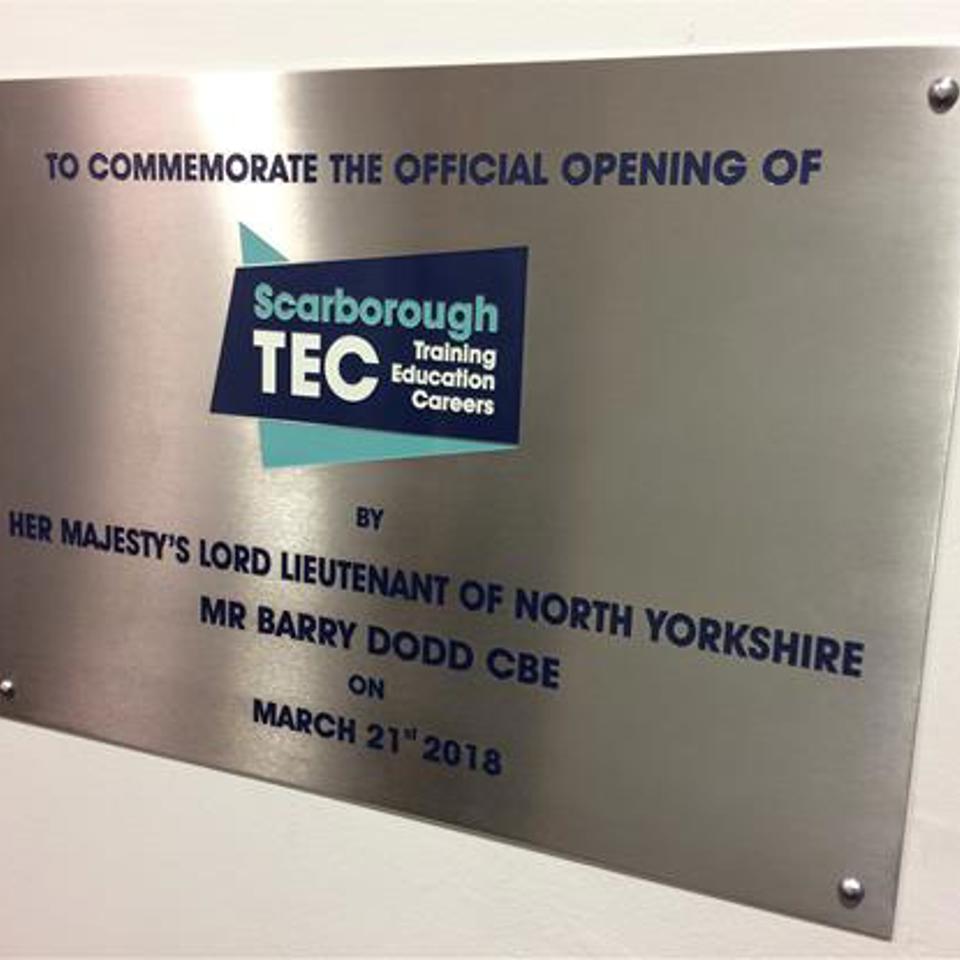 TO COMMEMORATE THE OFFICIAL OPENING OF
Scarborough
TEC
Training
Education
Careers
BY
HER MAJESTY'S LORD LIEUTENANT OF NORTH YORKSHIRE
MR BARRY DODD CBE
ON
MARCH 21st 2018